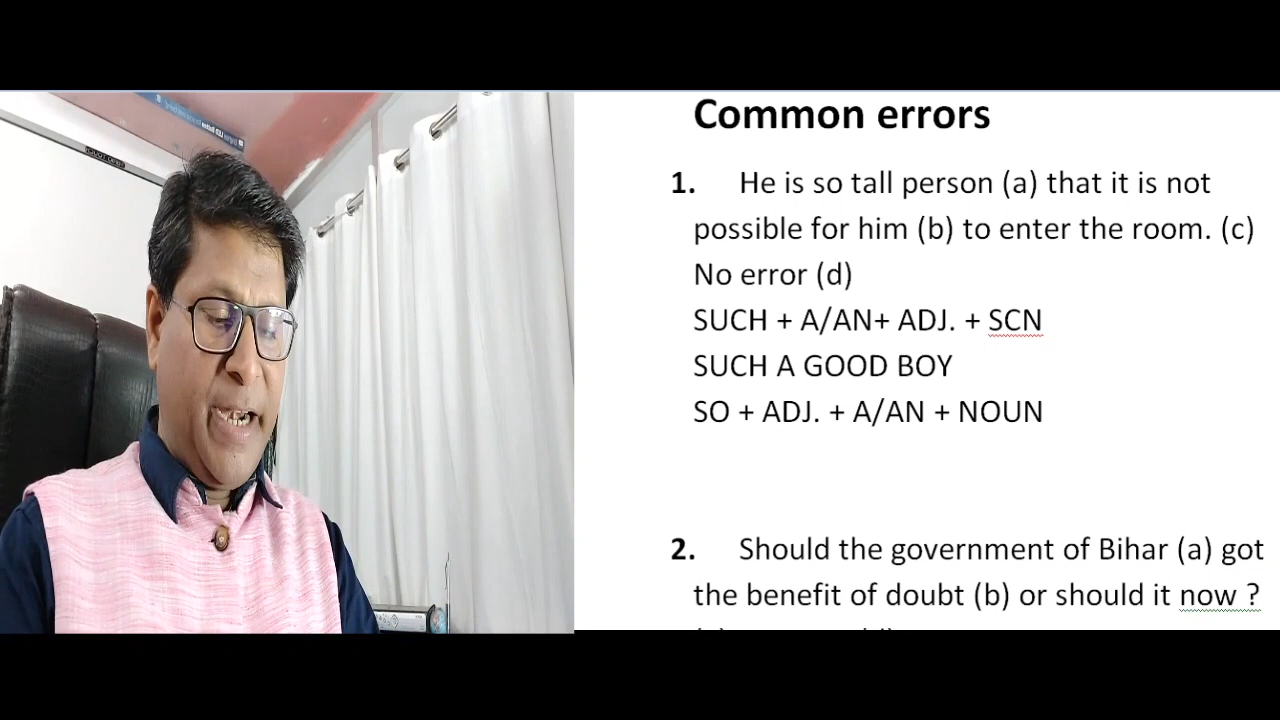 Common errors
1. He is so tall person (a) that it is not
possible for him (b) to enter the room. (c)
No error (d)
SUCH + A/AN+ ADJ. + SCN
SUCH A GOOD BOY
SO + ADJ. + A/AN + NOUN
2. Should the government of Bihar (a) got
the benefit of doubt (b) or should it now ?